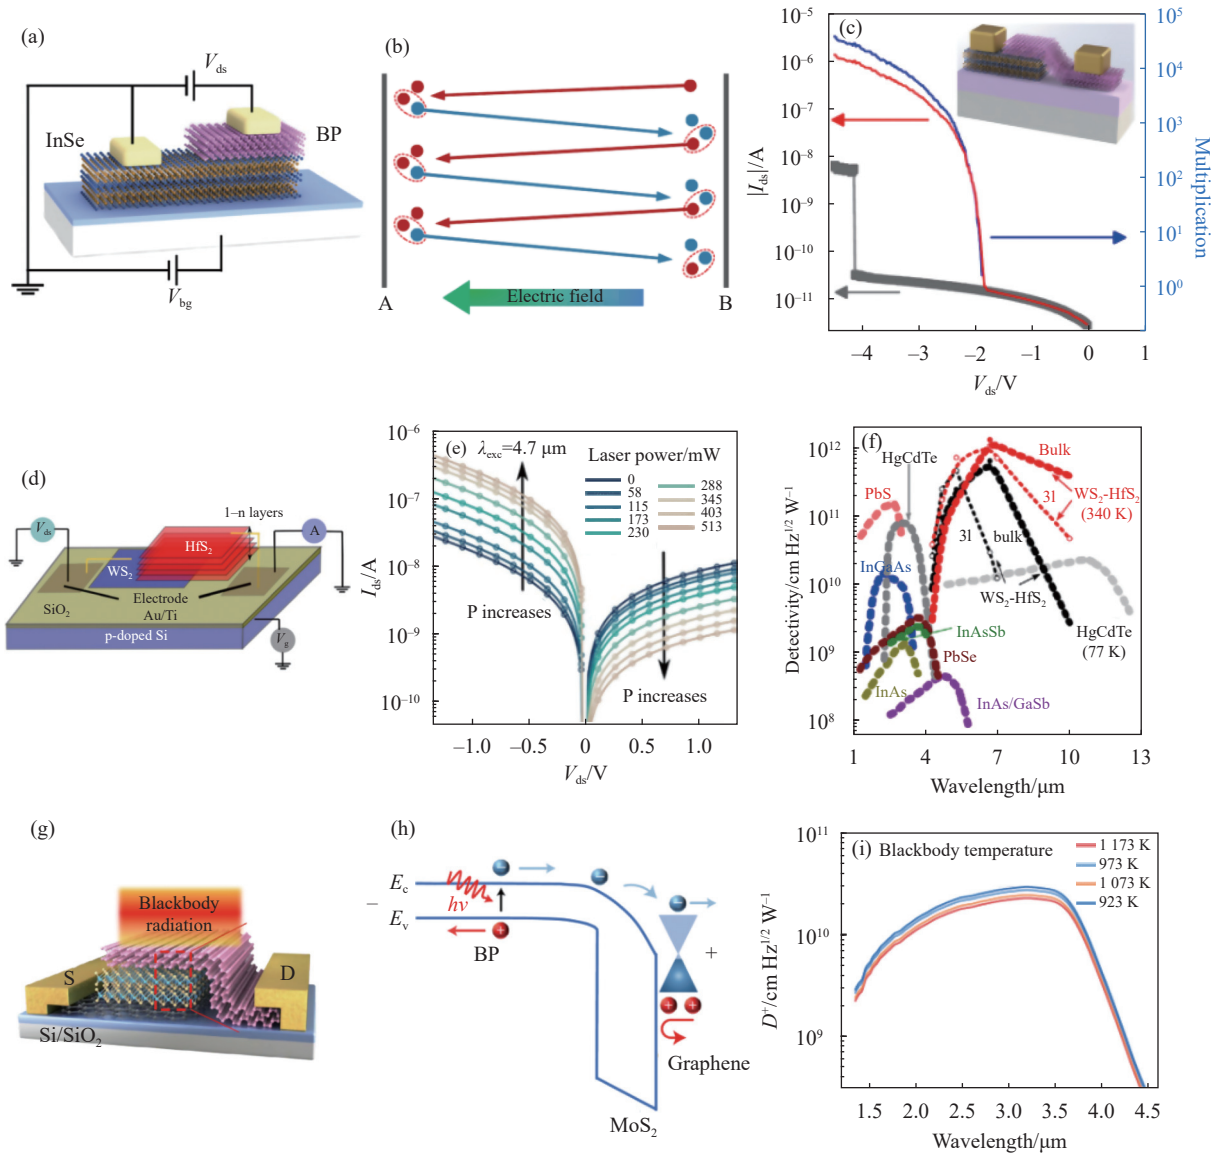 (a)
V_ds
InSe
BP
V_bg
(b)
A
Electric field
B
(c)
10^−5
10^−6
10^−7
10^−8
10^−9
10^−10
10^−11
|I_ds|/A
10^5
10^4
10^3
10^2
10^1
10^0
Multiplication
−4
−3
−2
−1
0
1
V_ds/V
(d)
1−n layers
V_ds
A
HfS_2
WS_2
SiO_2
Electrode
Au/Ti
p-doped Si
V_g
(e)
λ_exc=4.7 μm
Laser power/mW
0
58
115
173
230
288
345
403
513
10^−6
10^−7
10^−8
10^−9
10^−10
I_ds/A
P increases
P increases
−1.0
−0.5
0
0.5
1.0
V_ds/V
(f)
10^12
10^11
10^10
10^9
10^8
Detectivity/cm Hz^1/2 W^−1
HgCdTe
Bulk
PbS
3l
WS_2-HfS_2
(340 K)
3l
bulk
InGaAs
WS_2-HfS_2
InAsSb
HgCdTe
(77 K)
PbSe
InAs
InAs/GaSb
1
4
7
10
13
Wavelength/μm
(g)
Blackbody
radiation
S
D
Si/SiO_2
(h)
E_c
−
hν
E_v
BP
+
Graphene
MoS_2
(i)
Blackbody temperature
1 173 K
973 K
1 073 K
923 K
10^11
10^10
10^9
D^+/cm Hz^1/2 W^−1
1.5
2.0
2.5
3.0
3.5
4.0
4.5
Wavelength/μm